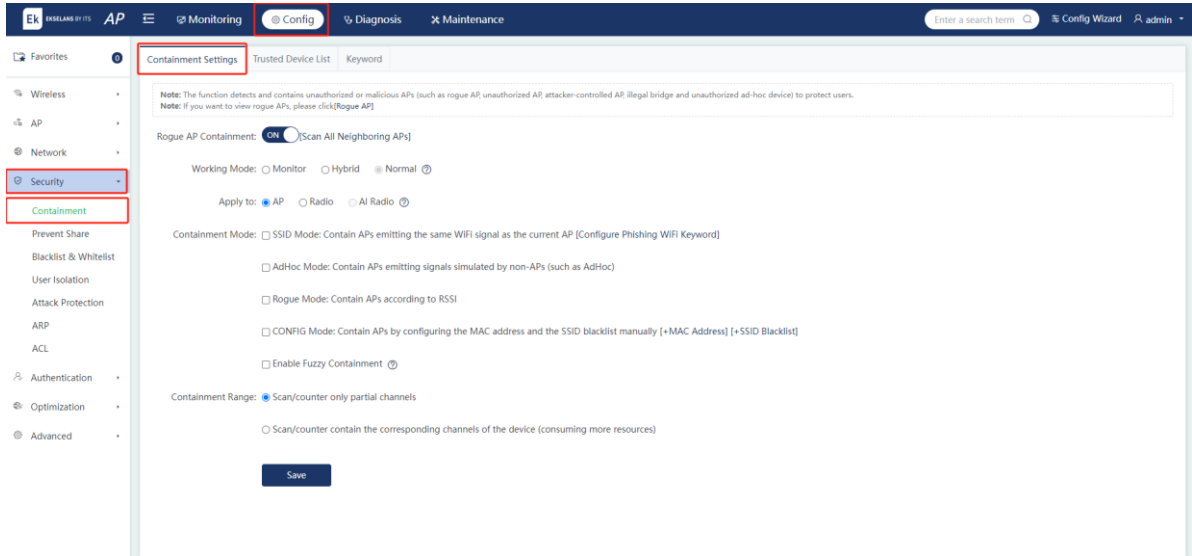 Ek EKSELANS BY ITS AP Monitoring Config Diagnosis Maintenance Enter a search term Config Wizard admin
Favorites 0
Wireless
AP
Network
Security
Containment
Prevent Share
Blacklist & Whitelist
User Isolation
Attack Protection
ARP
ACL
Authentication
Optimization
Advanced
Containment Settings Trusted Device List Keyword
Note: The function detects and contains unauthorized or malicious APs (such as rogue AP, unauthorized AP, attacker-controlled AP, illegal bridge and unauthorized ad-hoc device) to protect users.
Note: If you want to view rogue APs, please click[Rogue AP]
Rogue AP Containment: ON [Scan All Neighboring APs]
Working Mode: Monitor Hybrid Normal ?
Apply to: AP Radio AI Radio ?
Containment Mode: SSID Mode: Contain APs emitting the same WiFi signal as the current AP [Configure Phishing WiFi Keyword]
AdHoc Mode: Contain APs emitting signals simulated by non-APs (such as AdHoc)
Rogue Mode: Contain APs according to RSSI
CONFIG Mode: Contain APs by configuring the MAC address and the SSID blacklist manually [+MAC Address] [+SSID Blacklist]
Enable Fuzzy Containment ?
Containment Range: Scan/counter only partial channels
Scan/counter contain the corresponding channels of the device (consuming more resources)
Save